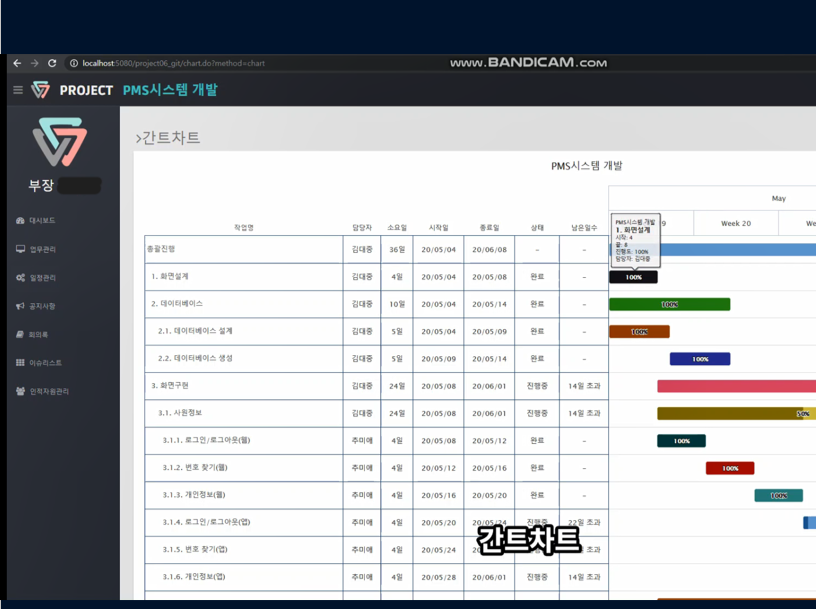 localhost:5080/project06_git/chart.do?method=chart
www.BANDICAM.com
PROJECT PMS시스템 개발
부장
대시보드
업무관리
일정관리
공지사항
회의록
이슈리스트
인적자원관리
>간트차트
PMS시스템 개발
May
작업명 담당자 소요일 시작일 종료일 상태 남은일수
9 Week 20 We
PMS시스템.개발
1. 화면설계
시작: 4
끝: 8
진행도: 100%
담당자: 김대중
총괄진행 김대중 36일 20/05/04 20/06/08 - -
1. 화면설계 김대중 4일 20/05/04 20/05/08 완료 - 100%
2. 데이터베이스 김대중 10일 20/05/04 20/05/14 완료 - 100%
2.1. 데이터베이스 설계 김대중 5일 20/05/04 20/05/09 완료 - 100%
2.2. 데이터베이스 생성 김대중 5일 20/05/09 20/05/14 완료 - 100%
3. 화면구현 김대중 24일 20/05/08 20/06/01 진행중 14일 초과
3.1. 사원정보 김대중 24일 20/05/08 20/06/01 진행중 14일 초과 50%
3.1.1. 로그인/로그아웃(웹) 추미애 4일 20/05/08 20/05/12 완료 - 100%
3.1.2. 번호 찾기(웹) 추미애 4일 20/05/12 20/05/16 완료 - 100%
3.1.3. 개인정보(웹) 추미애 4일 20/05/16 20/05/20 완료 - 100%
3.1.4. 로그인/로그아웃(앱) 추미애 4일 20/05/20 20/05/24 진행중 22일 초과
3.1.5. 번호 찾기(앱) 추미애 4일 20/05/24
간트차트
3.1.6. 개인정보(앱) 추미애 4일 20/05/28 20/06/01 진행중 14일 초과